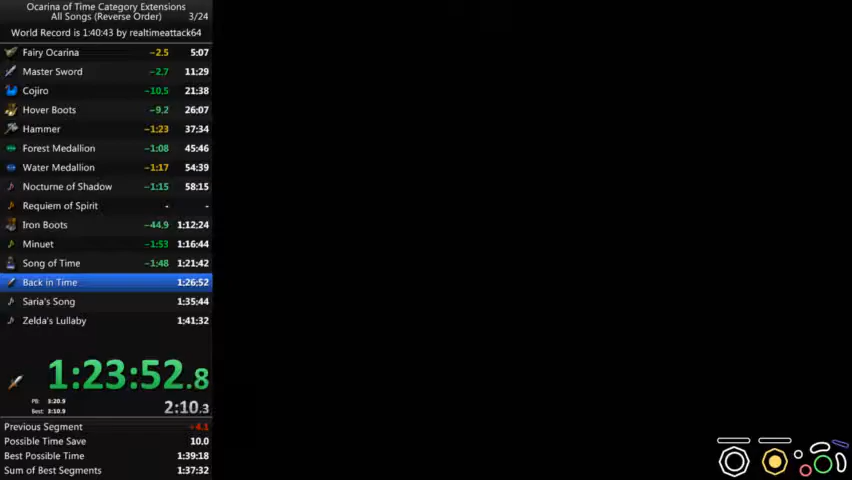 Ocarina of Time Category Extensions
All Songs (Reverse Order) 3/24
World Record is 1:40:43 by realtimeattack64
Fairy Ocarina −2.5 5:07
Master Sword −2.7 11:29
Cojiro −10.5 21:38
Hover Boots −9.2 26:07
Hammer −1:23 37:34
Forest Medallion −1:08 45:46
Water Medallion −1:17 54:39
Nocturne of Shadow −1:15 58:15
Requiem of Spirit - -
Iron Boots −44.9 1:12:24
Minuet −1:53 1:16:44
Song of Time −1:48 1:21:42
Back in Time 1:26:52
Saria's Song 1:35:44
Zelda's Lullaby 1:41:32
1:23:52.8
PB: 3:20.9
Best: 3:10.9
2:10.3
Previous Segment +4.1
Possible Time Save 10.0
Best Possible Time 1:39:18
Sum of Best Segments 1:37:32